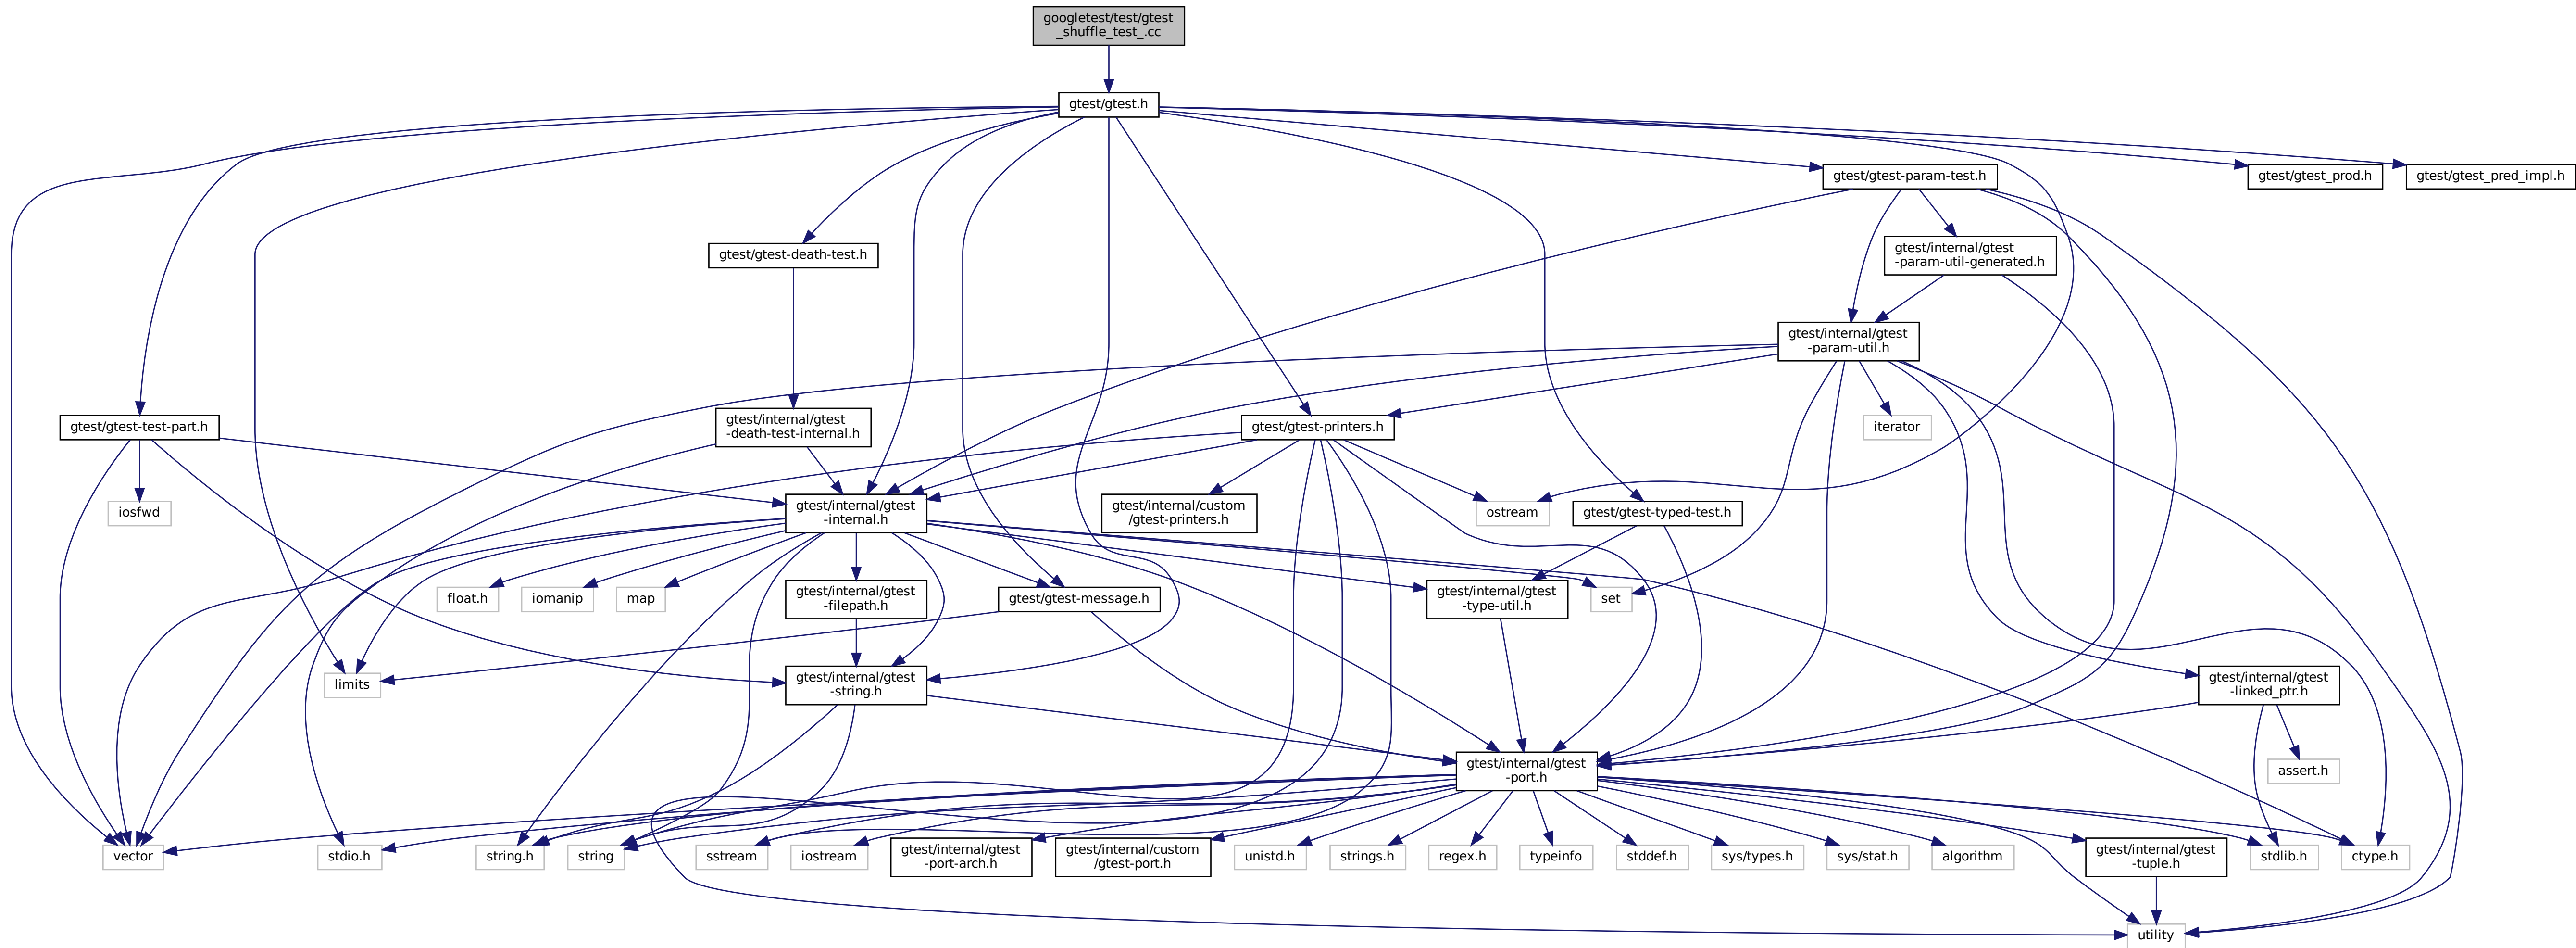 googletest/test/gtest
_shuffle_test_.cc
gtest/gtest.h
gtest/gtest-param-test.h
gtest/gtest_prod.h
gtest/gtest_pred_impl.h
gtest/gtest-death-test.h
gtest/internal/gtest
-param-util-generated.h
gtest/internal/gtest
-param-util.h
gtest/gtest-test-part.h
gtest/internal/gtest
-death-test-internal.h
gtest/gtest-printers.h
iterator
iosfwd
gtest/internal/gtest
-internal.h
gtest/internal/custom
/gtest-printers.h
ostream
gtest/gtest-typed-test.h
float.h
iomanip
map
gtest/internal/gtest
-filepath.h
gtest/gtest-message.h
gtest/internal/gtest
-type-util.h
set
limits
gtest/internal/gtest
-string.h
gtest/internal/gtest
-linked_ptr.h
gtest/internal/gtest
-port.h
assert.h
vector
stdio.h
string.h
string
sstream
iostream
gtest/internal/gtest
-port-arch.h
gtest/internal/custom
/gtest-port.h
unistd.h
strings.h
regex.h
typeinfo
stddef.h
sys/types.h
sys/stat.h
algorithm
gtest/internal/gtest
-tuple.h
stdlib.h
ctype.h
utility